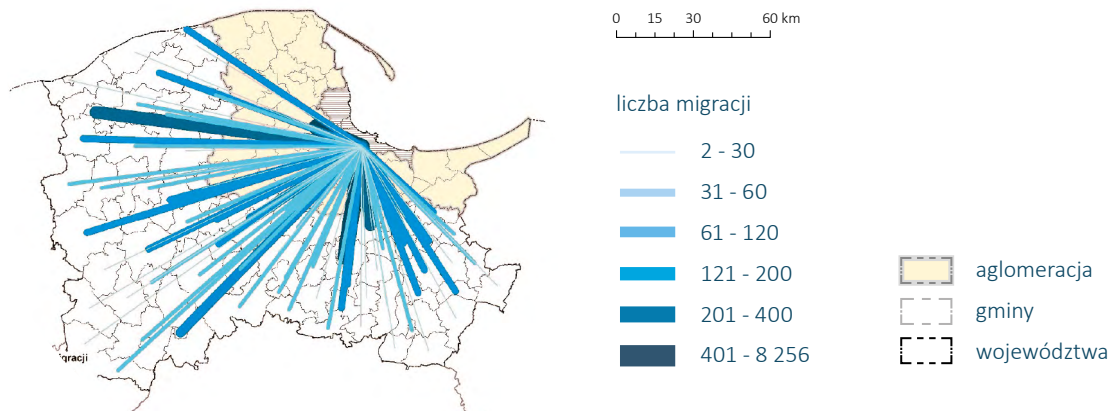 0 15 30 60 km
liczba migracji
2 - 30
31 - 60
61 - 120
121 - 200
201 - 400
401 - 8 256
aglomeracja
gminy
województwa
igracji